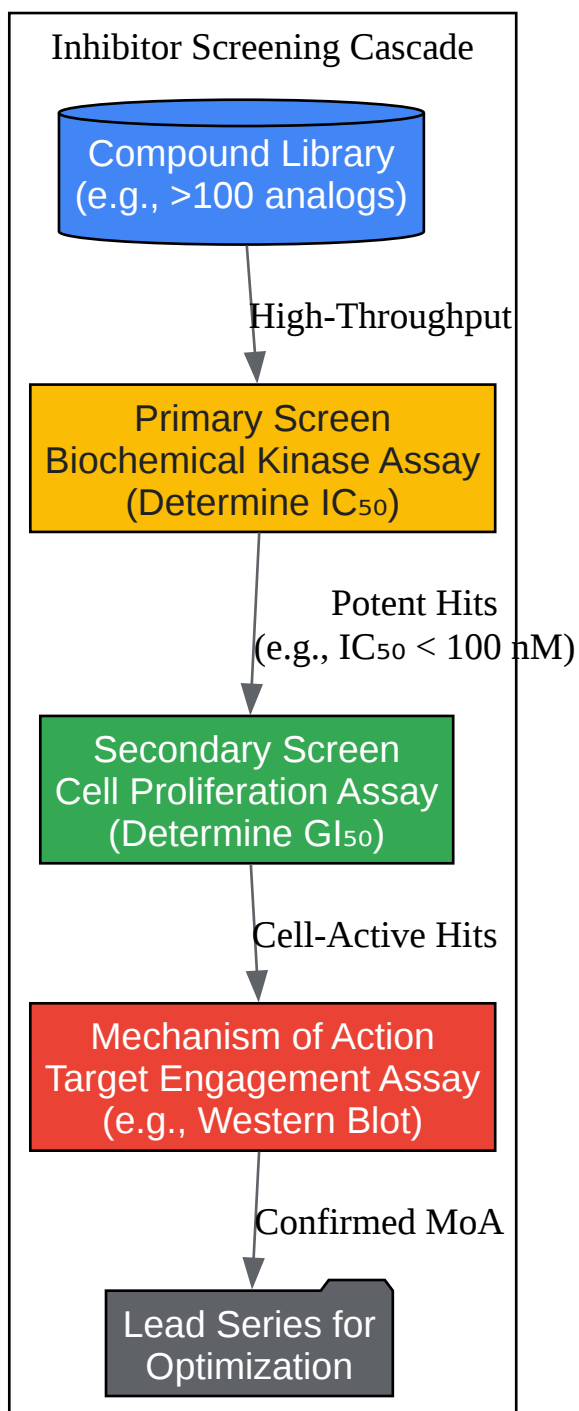 Inhibitor Screening Cascade
Compound Library
(e.g., >100 analogs)
High-Throughput
Primary Screen
Biochemical Kinase Assay
(Determine IC₅₀)
Potent Hits
(e.g., IC₅₀ < 100 nM)
Secondary Screen
Cell Proliferation Assay
(Determine GI₅₀)
Cell-Active Hits
Mechanism of Action
Target Engagement Assay
(e.g., Western Blot)
Confirmed MoA
Lead Series for
Optimization